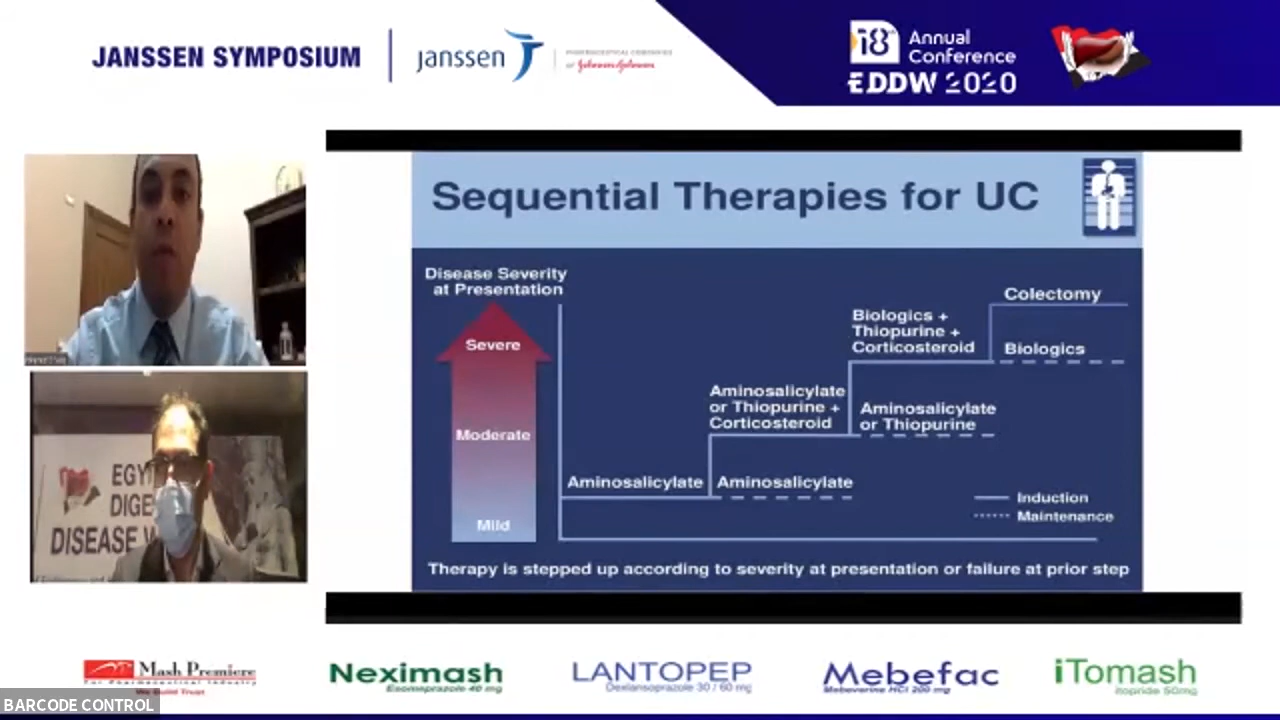 JANSSEN SYMPOSIUM
janssen
PHARMACEUTICAL COMPANIES
OF Johnson & Johnson
18th Annual
Conference
EDDW 2020
Sequential Therapies for UC
Disease Severity
at Presentation
Severe
Moderate
Mild
Colectomy
Biologics +
Thiopurine +
Corticosteroid
Biologics
Aminosalicylate
or Thiopurine +
Corticosteroid
Aminosalicylate
or Thiopurine
Aminosalicylate
Aminosalicylate
Induction
Maintenance
Therapy is stepped up according to severity at presentation or failure at prior step
EGY
DIGE
DISEASE W
Mash Premiere
For Pharmaceutical Industry
We Build Trust
Neximash
Esomeprazole 40 mg
LANTOPEP
Dexlansoprazole 30 / 60 mg
Mebefac
Mebeverine HCl 200 mg
iTomash
itopride 50mg
BARCODE CONTROL